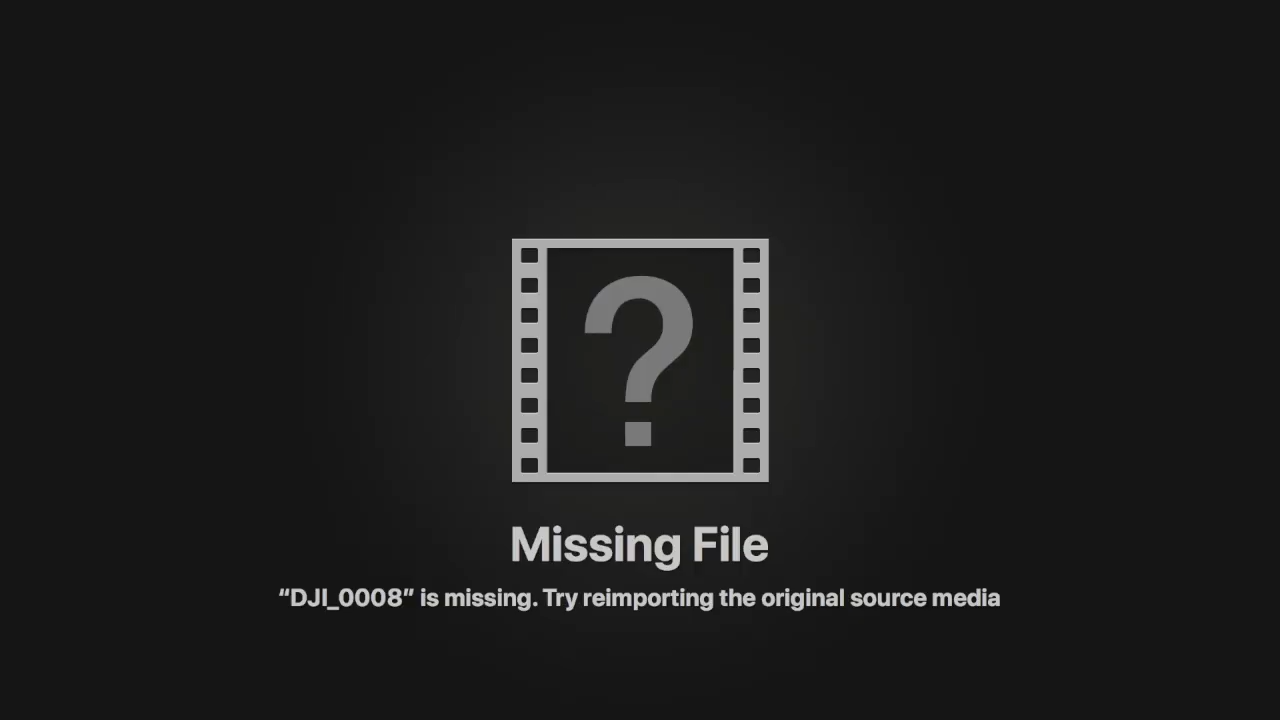 ?
Missing File
“DJI_0008” is missing. Try reimporting the original source media